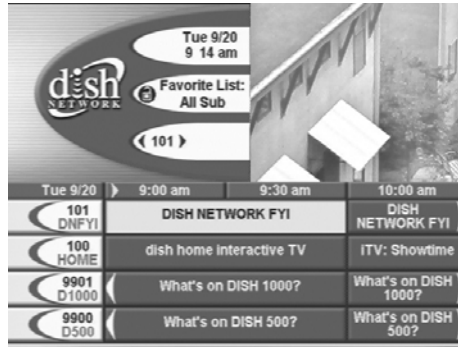 Tue 9/20
9 14 am
dish
NETWORK
Favorite List:
All Sub
101
Tue 9/20 9:00 am 9:30 am 10:00 am
101
DNFYI
DISH NETWORK FYI
DISH
NETWORK FYI
100
HOME
dish home interactive TV
iTV: Showtime
9901
D1000
What's on DISH 1000?
What's on DISH
1000?
9900
D500
What's on DISH 500?
What's on DISH
500?